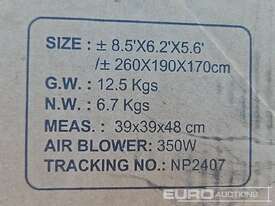 SIZE : ± 8.5'X6.2'X5.6'
/± 260X190X170cm
G.W. : 12.5 Kgs
N.W. : 6.7 Kgs
MEAS. : 39x39x48 cm
AIR BLOWER: 350W
TRACKING NO.: NP2407
EURO AUCTIONS